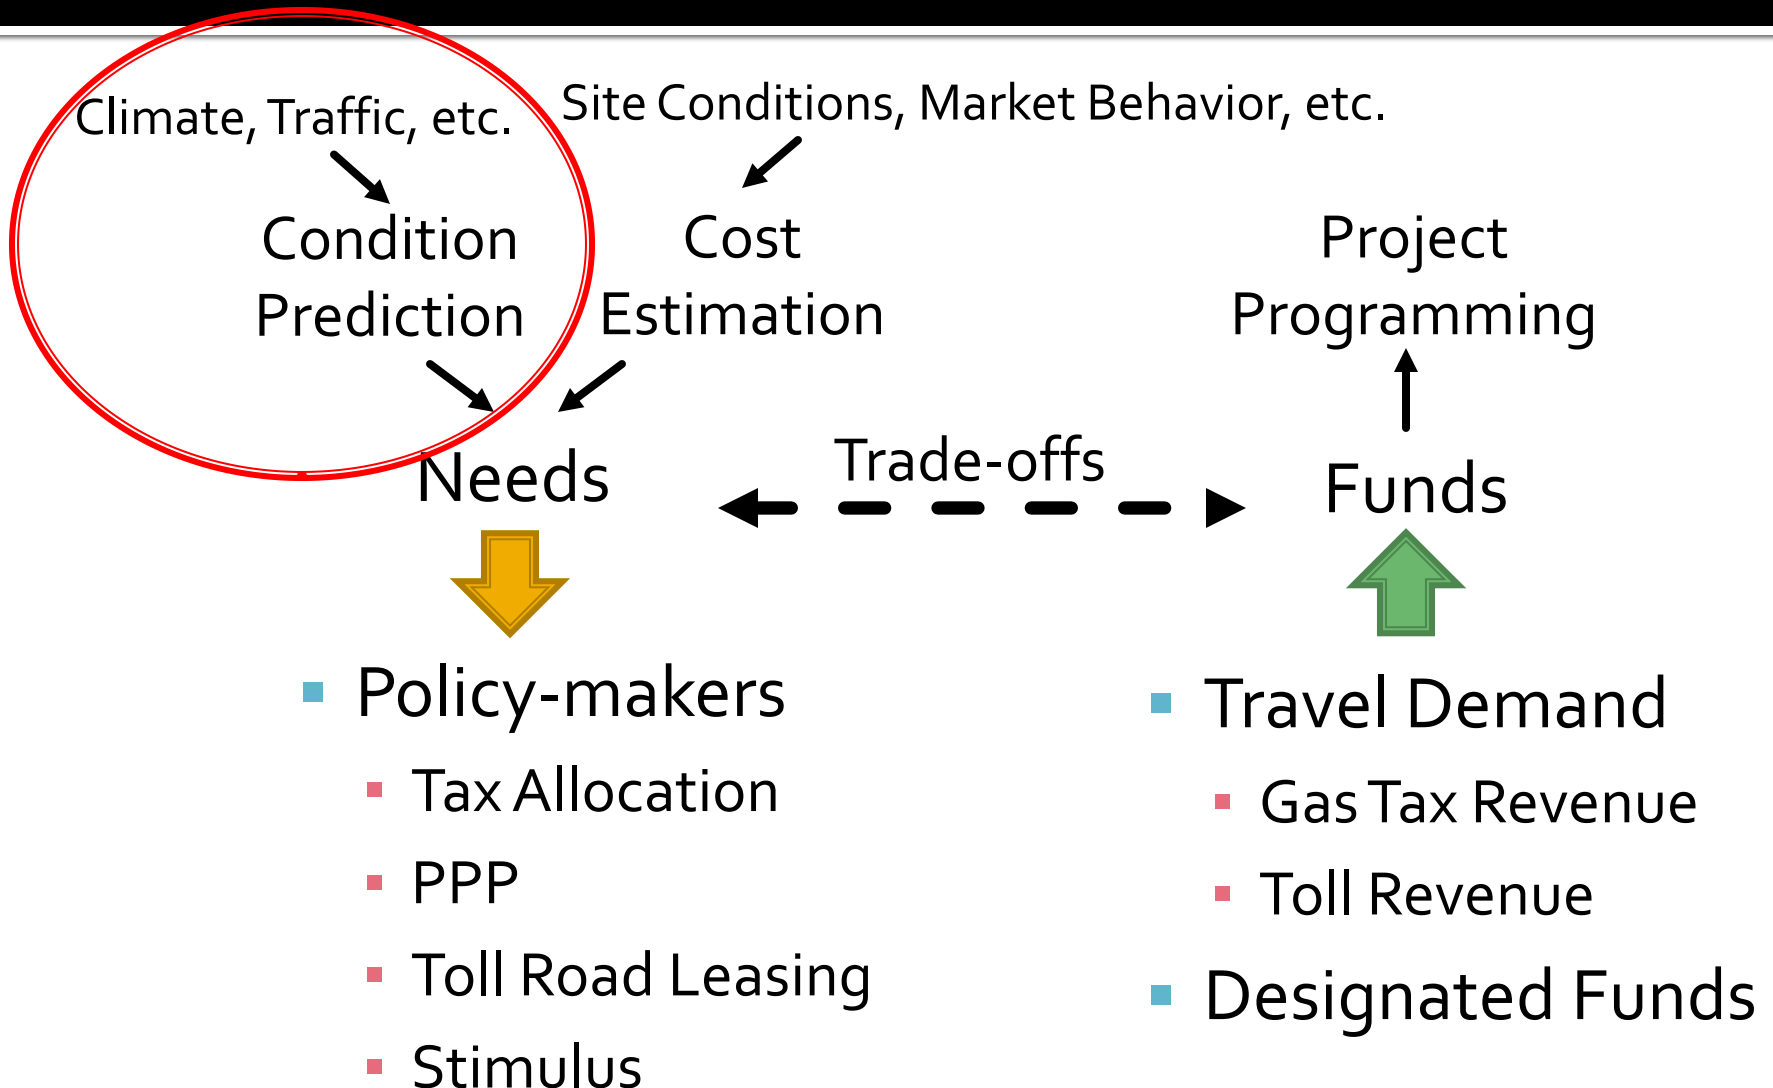 Climate, Traffic, etc.
Site Conditions, Market Behavior, etc.
Condition
Prediction
Cost
Estimation
Project
Programming
Needs
Trade-offs
Funds
Policy-makers
Tax Allocation
PPP
Toll Road Leasing
Stimulus
Travel Demand
Gas Tax Revenue
Toll Revenue
Designated Funds